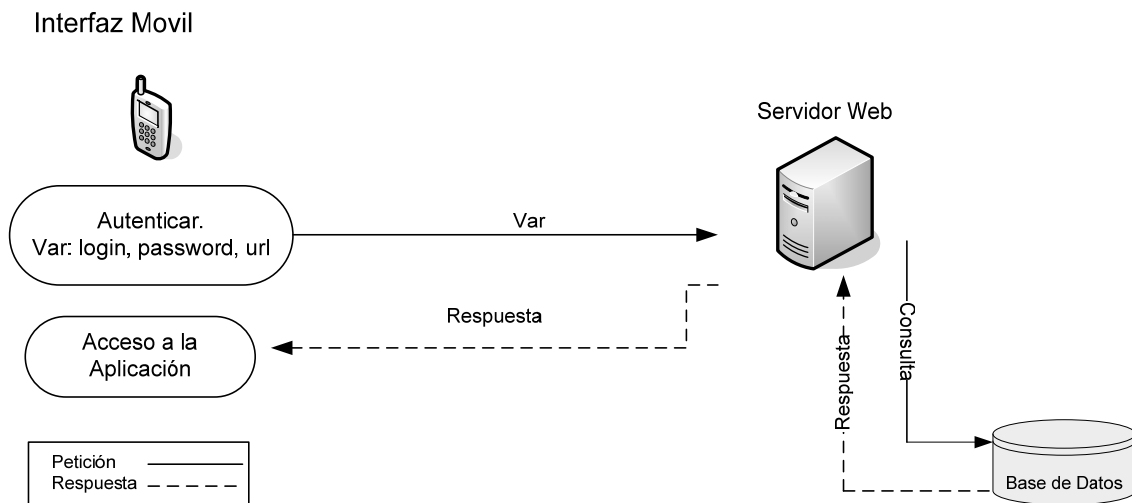 Interfaz Movil
Servidor Web
Autenticar.
Var: login, password, url
Var
Respuesta
Acceso a la
Aplicación
Consulta
Respuesta
Petición
Respuesta
Base de Datos